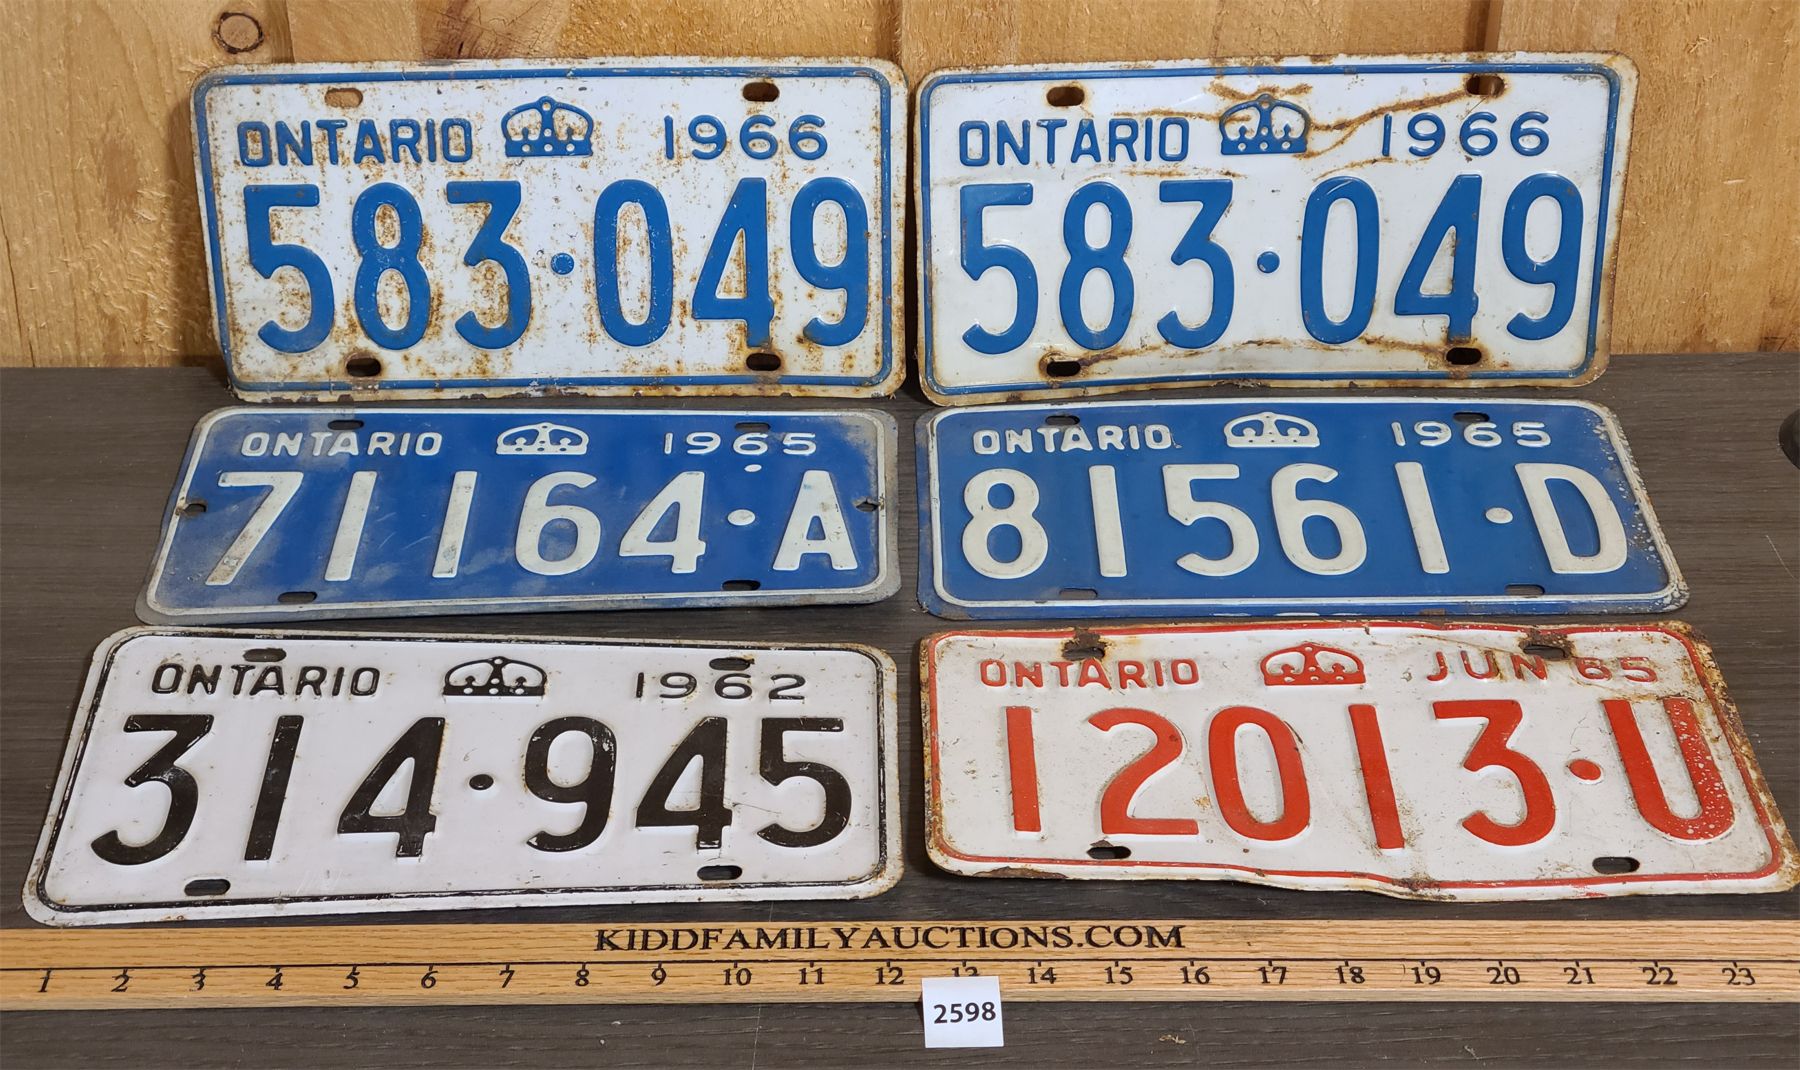 ONTARIO 1966
583·049
ONTARIO 1966
583·049
ONTARIO 1965
71164·A
ONTARIO 1965
81561·D
ONTARIO 1962
314·945
ONTARIO JUN 65
12013·U
KIDDFAMILYAUCTIONS.COM
1 2 3 4 5 6 7 8 9 10 11 12 13 14 15 16 17 18 19 20 21 22 23
2598